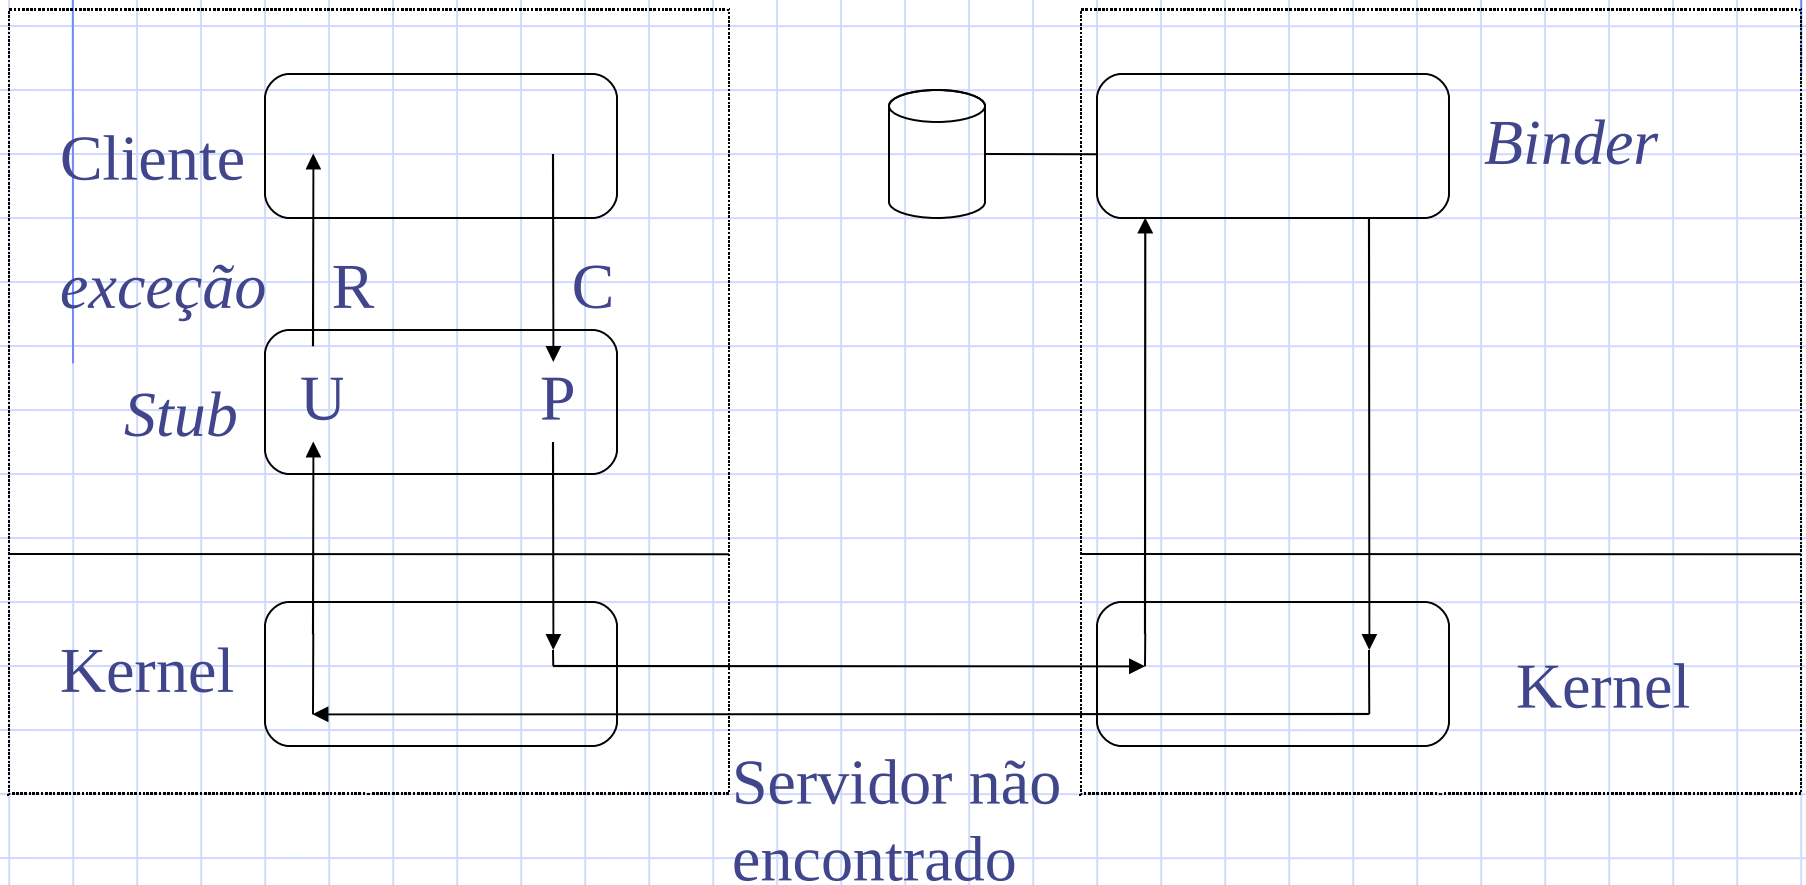 Cliente
Binder
exceção
R
C
U
P
Stub
Kernel
Kernel
Servidor não
encontrado